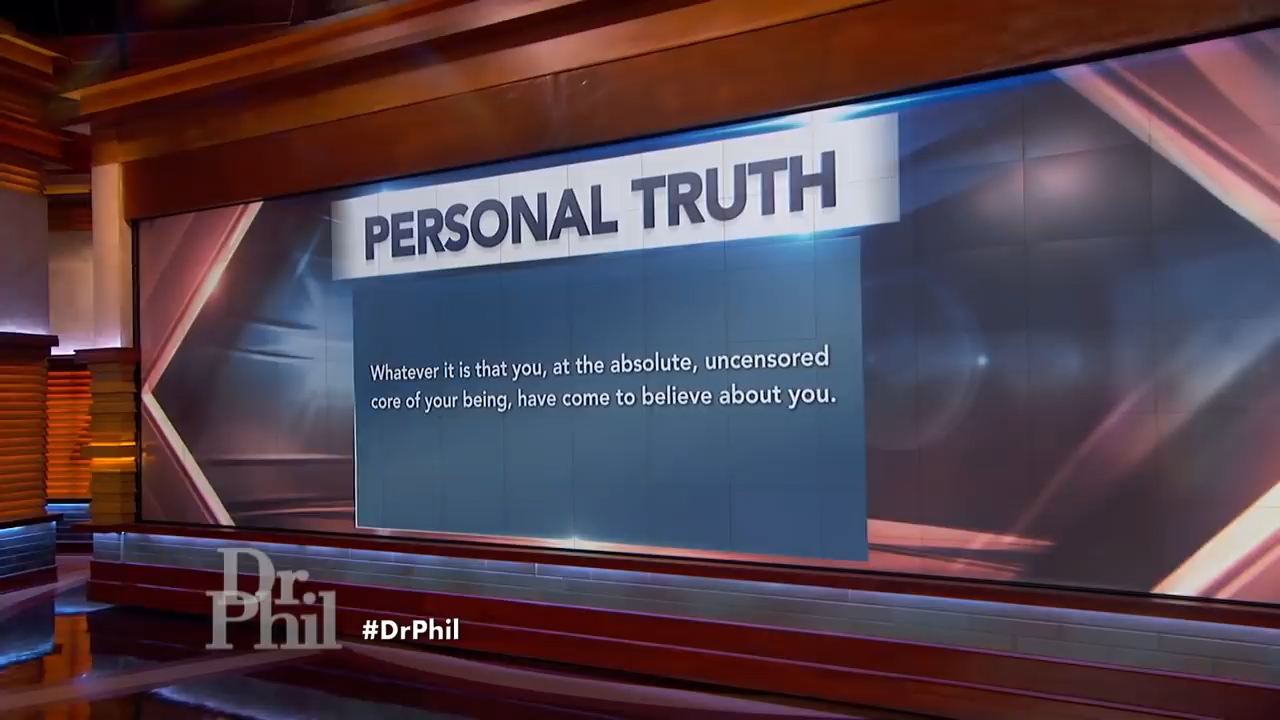 PERSONAL TRUTH
Whatever it is that you, at the absolute, uncensored
core of your being, have come to believe about you.
Dr.
Phil
#DrPhil